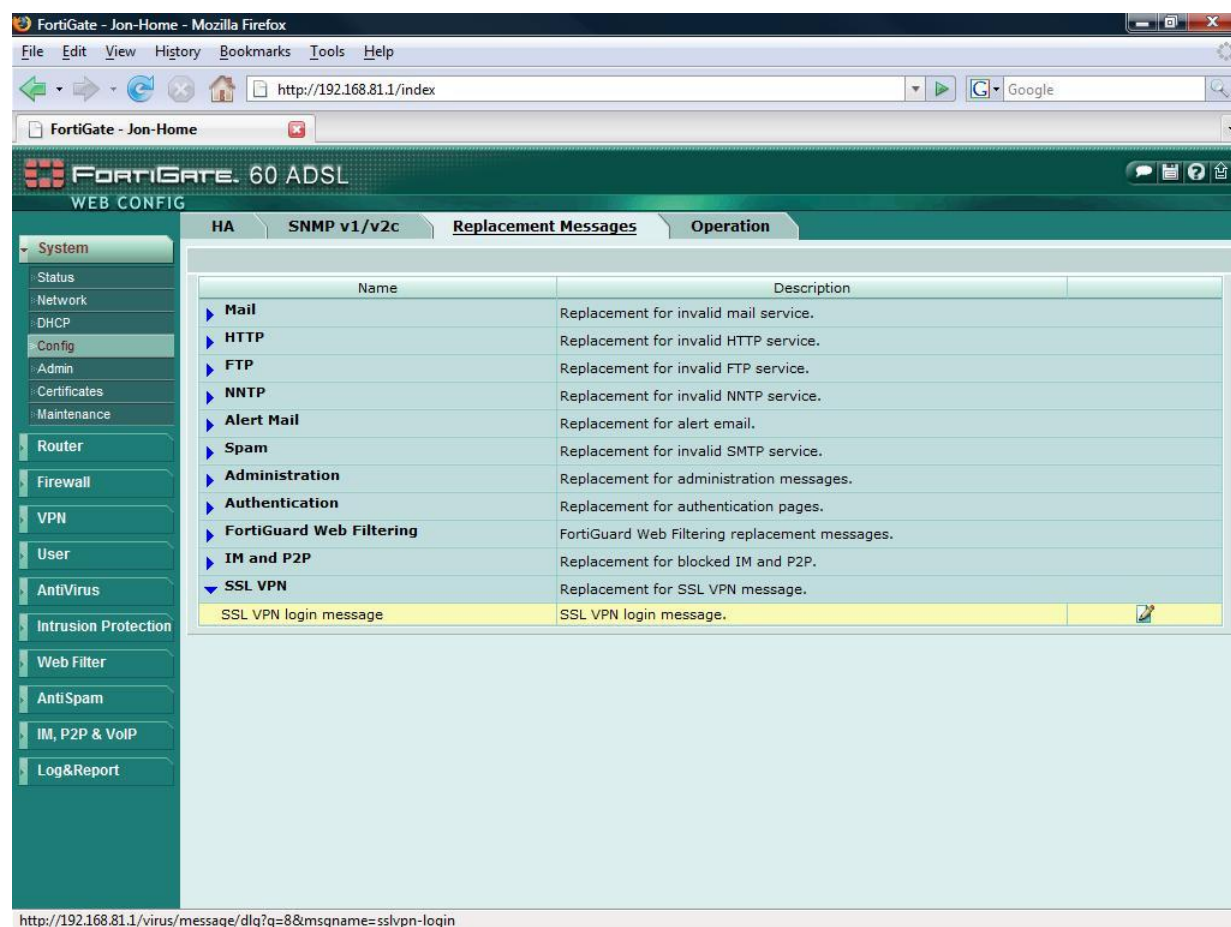 FortiGate - Jon-Home - Mozilla Firefox
File Edit View History Bookmarks Tools Help
http://192.168.81.1/index
G Google
FortiGate - Jon-Home
FORTIGATE. 60 ADSL
WEB CONFIG
HA SNMP v1/v2c Replacement Messages Operation
System
Status
Network
DHCP
Config
Admin
Certificates
Maintenance
Router
Firewall
VPN
User
AntiVirus
Intrusion Protection
Web Filter
AntiSpam
IM, P2P & VoIP
Log&Report
Name Description
Mail Replacement for invalid mail service.
HTTP Replacement for invalid HTTP service.
FTP Replacement for invalid FTP service.
NNTP Replacement for invalid NNTP service.
Alert Mail Replacement for alert email.
Spam Replacement for invalid SMTP service.
Administration Replacement for administration messages.
Authentication Replacement for authentication pages.
FortiGuard Web Filtering FortiGuard Web Filtering replacement messages.
IM and P2P Replacement for blocked IM and P2P.
SSL VPN Replacement for SSL VPN message.
SSL VPN login message SSL VPN login message.
http://192.168.81.1/virus/message/dlg?q=8&msgname=sslvpn-login